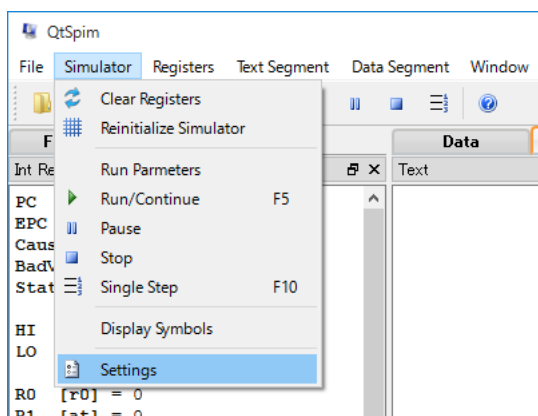 QtSpim
File Simulator Registers Text Segment Data Segment Window
Clear Registers
Reinitialize Simulator
Run Parmeters
Run/Continue F5
Pause
Stop
Single Step F10
Display Symbols
Settings
F Data
Int Re Text
PC
EPC
Caus
BadV
Stat
HI
LO
R0 [r0] = 0
R1 [at] = 0